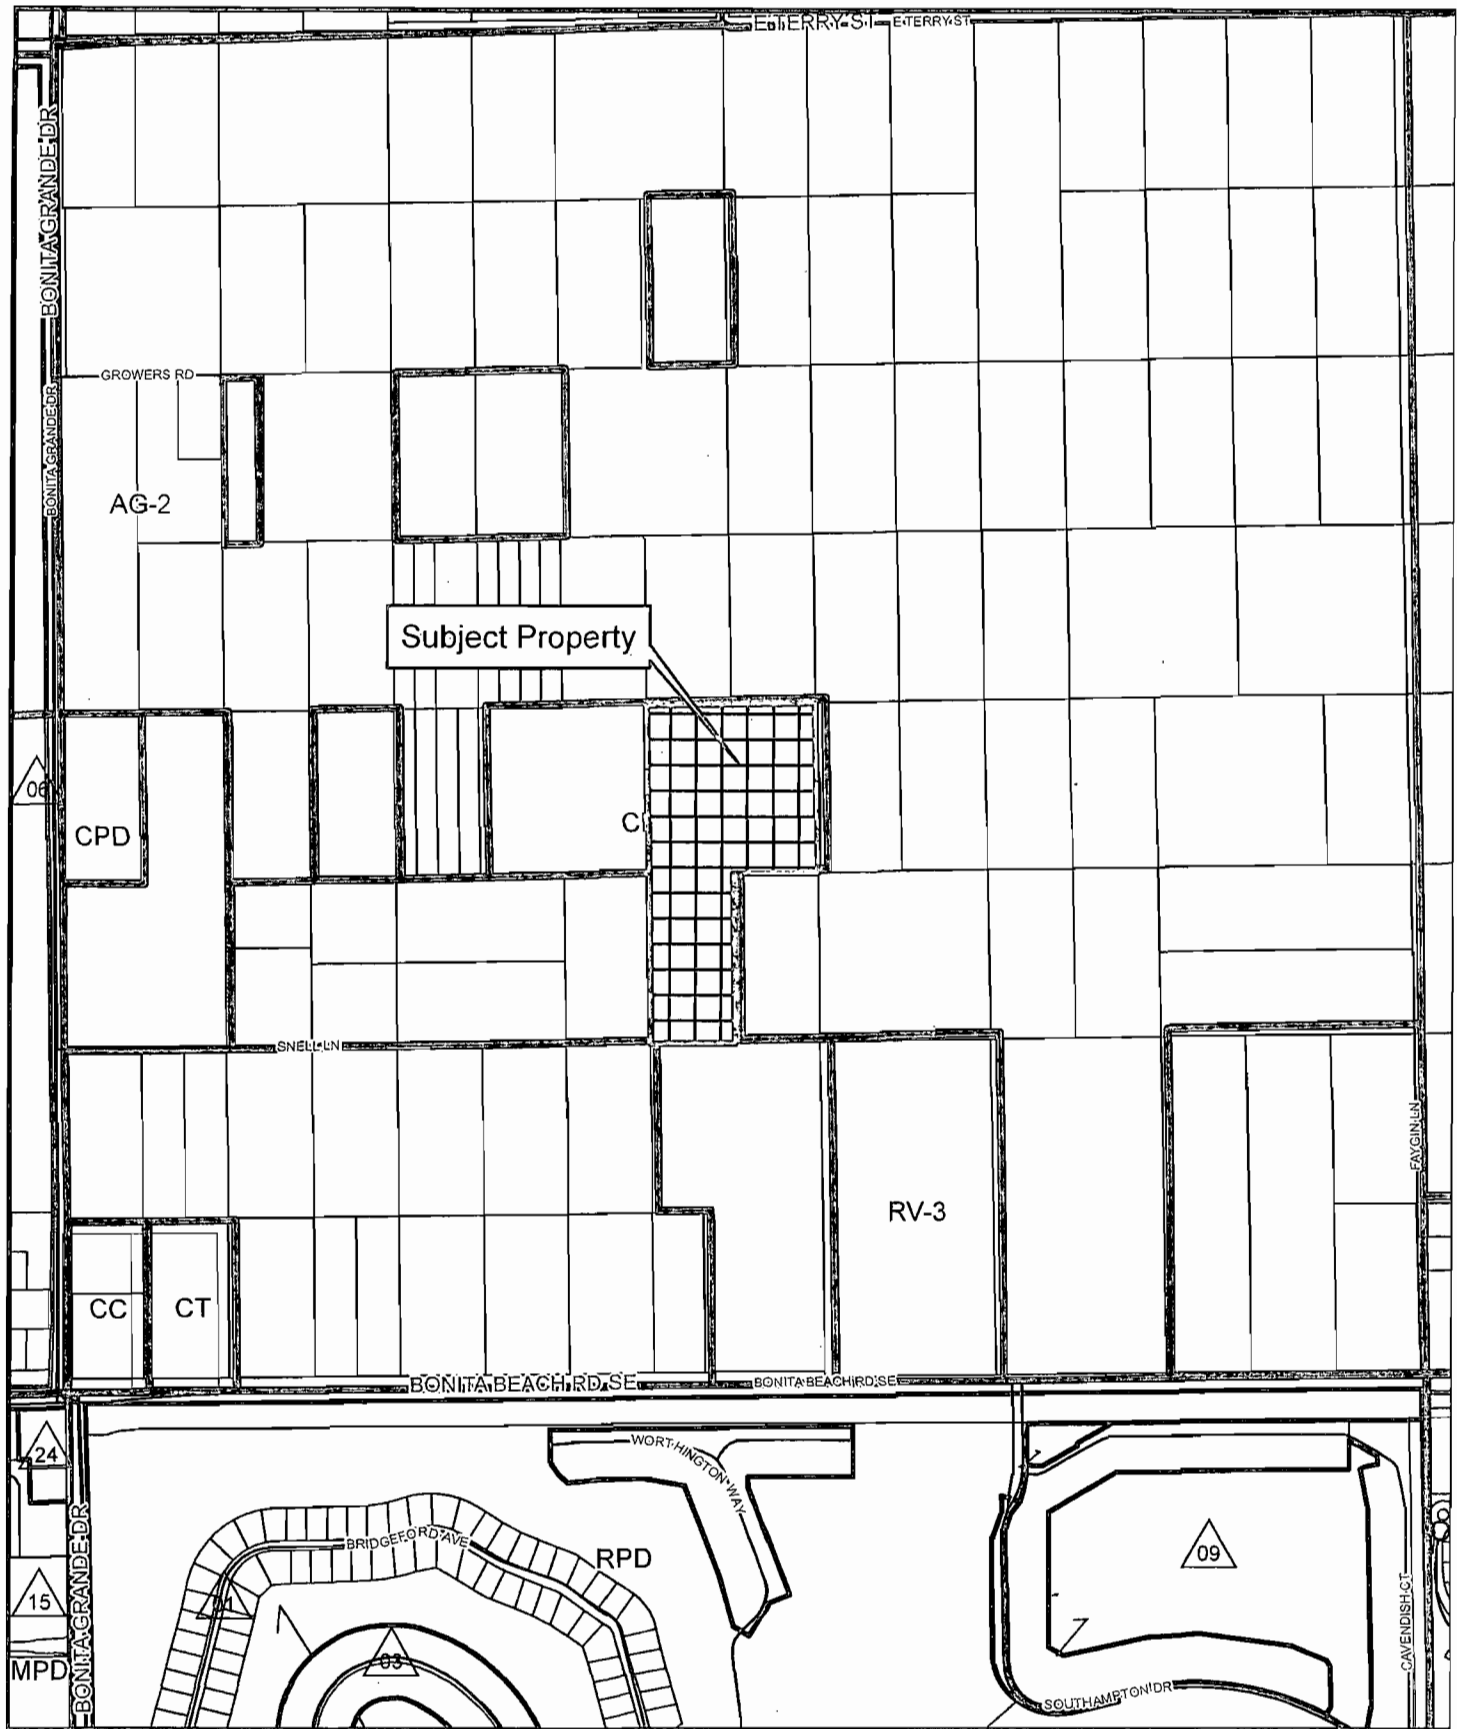 E TERRY ST
E TERRY ST
BONITA GRANDE DR
GROWERS RD
BONITA GRANDE DR
AG-2
Subject Property
06
CPD
SNELL LN
FAYGIN LN
RV-3
CC
CT
BONITA BEACH RD SE
BONITA BEACH RD SE
24
WORTHINGTON WAY
BRIDGEFORD AVE
RPD
09
15
BONITA GRANDE DR
01
03
CAVENDISH CT
MPD
SOUTHAMPTON DR